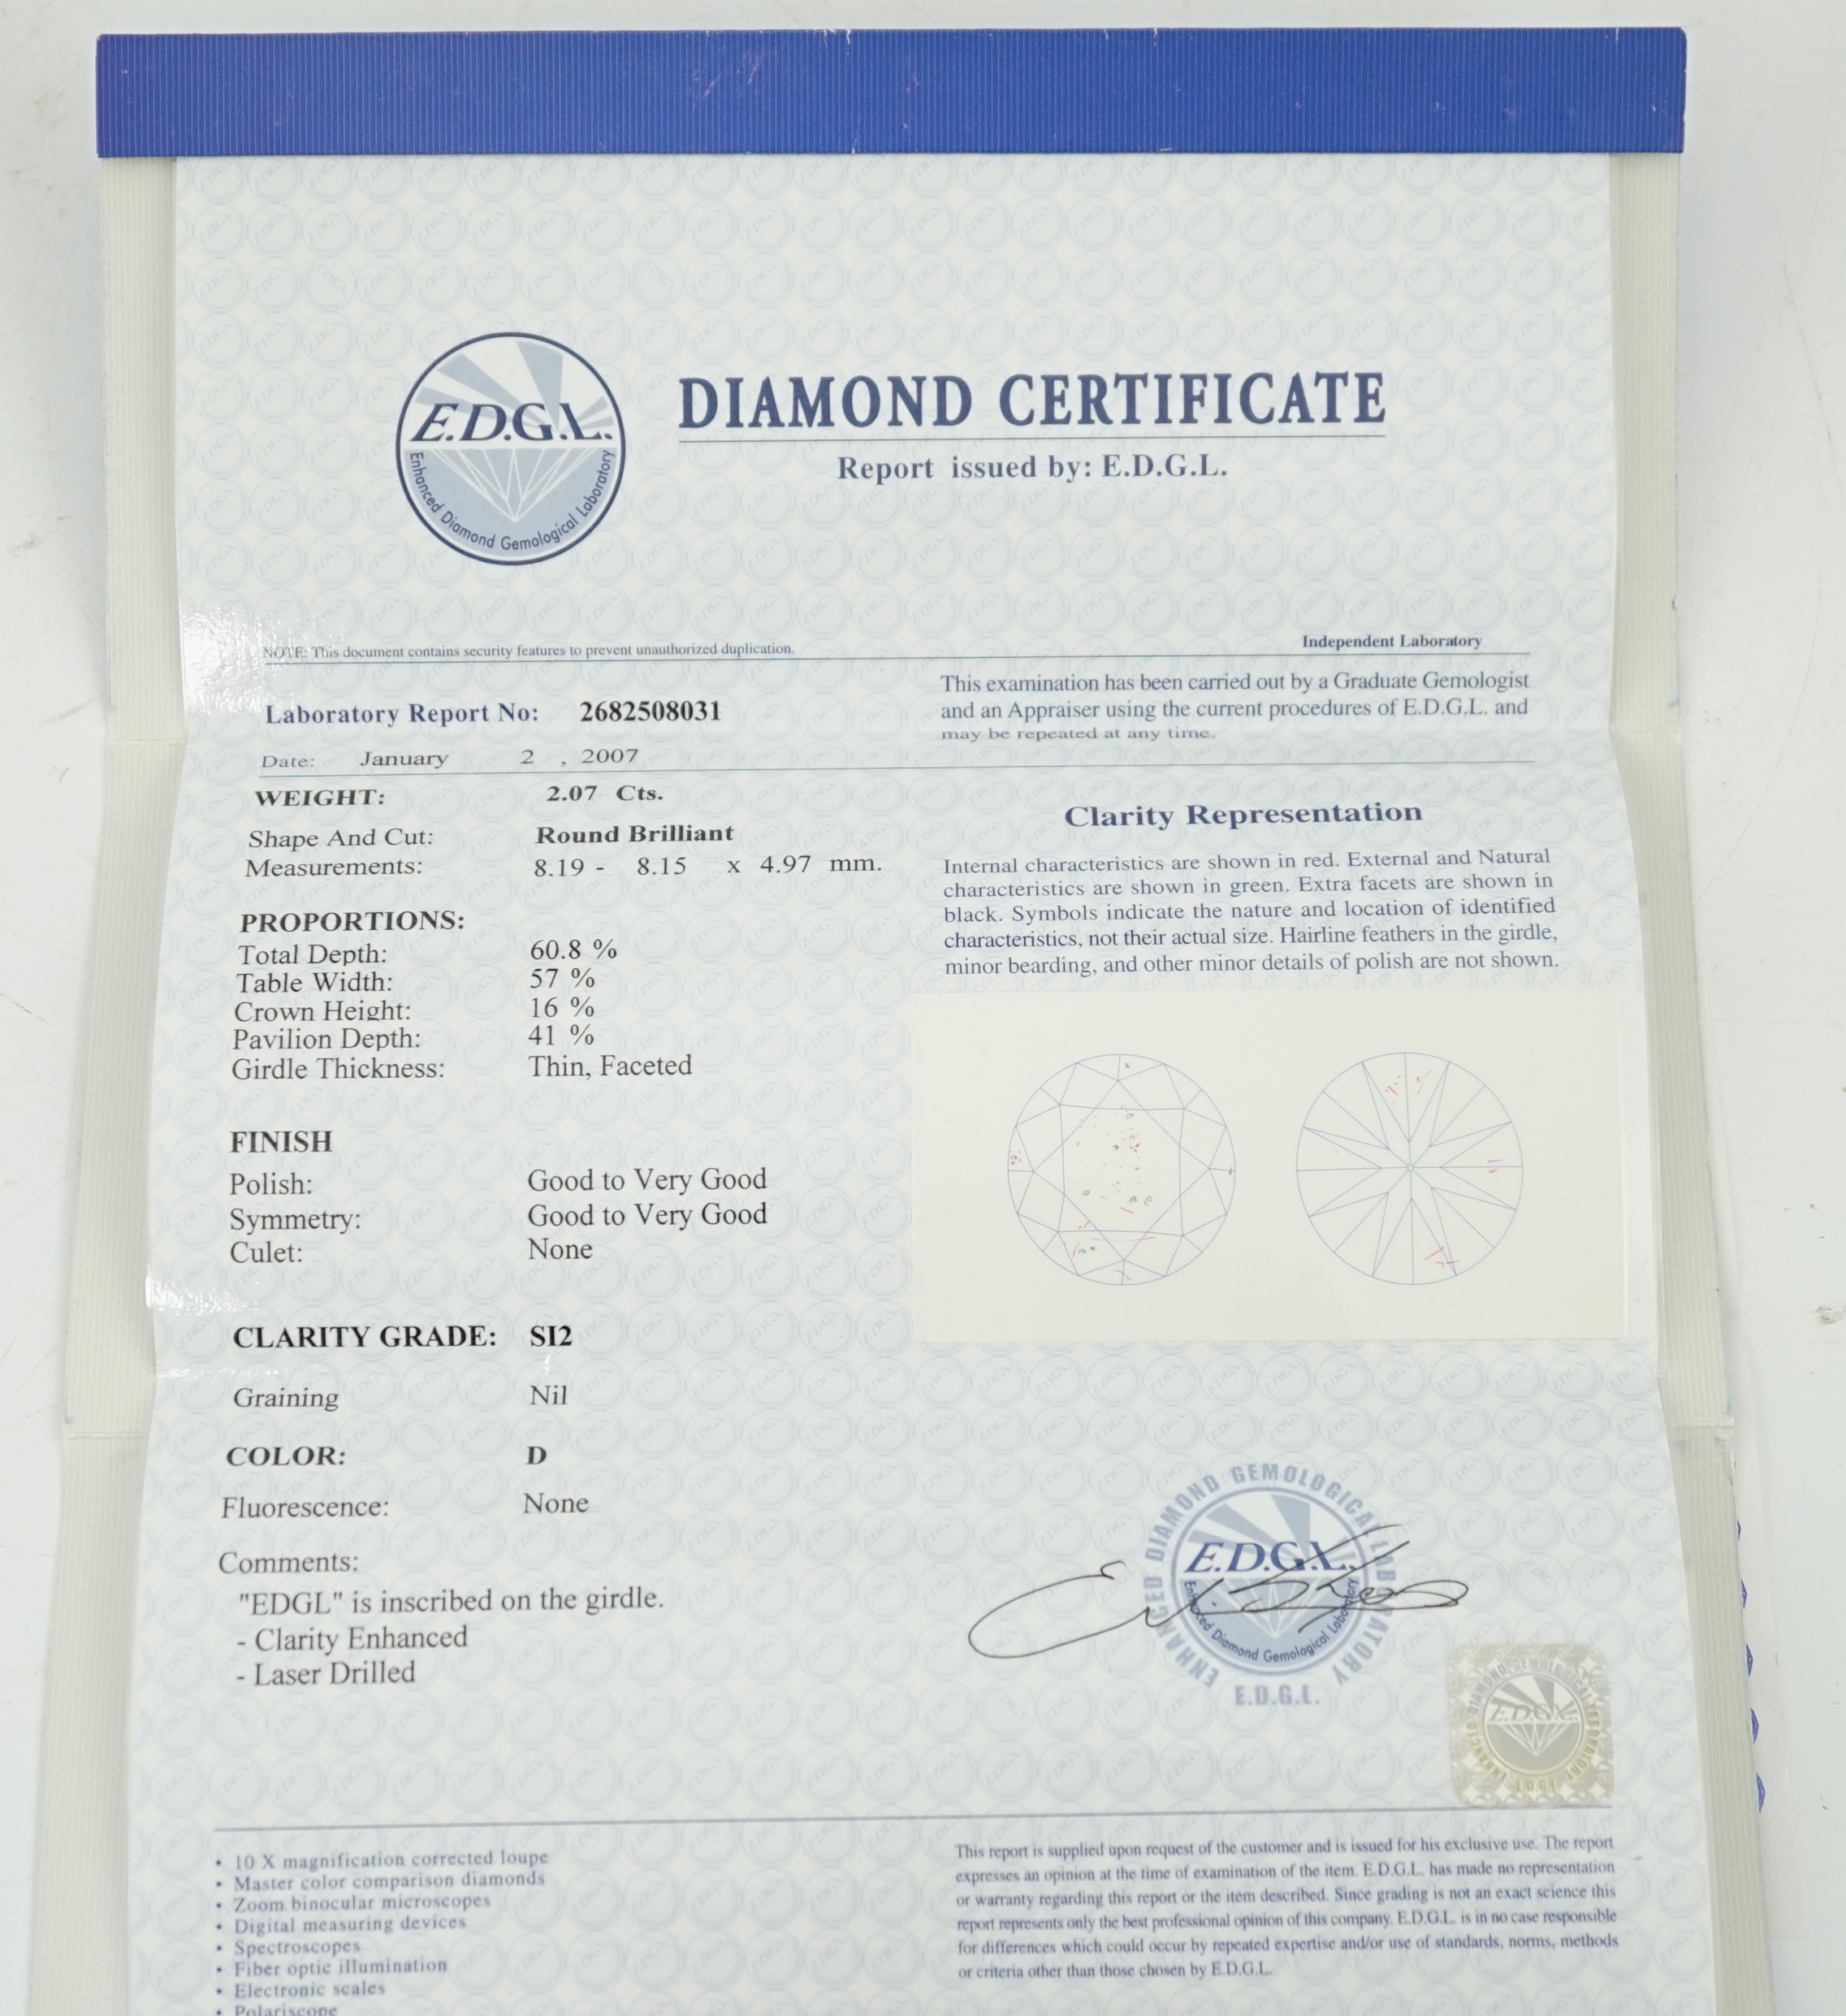 E.D.G.L.
Enhanced Diamond Gemological Laboratory
DIAMOND CERTIFICATE
Report issued by: E.D.G.L.
NOTE: This document contains security features to prevent unauthorized duplication.
Independent Laboratory
Laboratory Report No: 2682508031
Date: January 2 , 2007
WEIGHT: 2.07 Cts.
Shape And Cut: Round Brilliant
Measurements: 8.19 - 8.15 x 4.97 mm.
PROPORTIONS:
Total Depth: 60.8 %
Table Width: 57 %
Crown Height: 16 %
Pavilion Depth: 41 %
Girdle Thickness: Thin, Faceted
FINISH
Polish: Good to Very Good
Symmetry: Good to Very Good
Culet: None
CLARITY GRADE: SI2
Graining Nil
COLOR: D
Fluorescence: None
Comments:
"EDGL" is inscribed on the girdle.
- Clarity Enhanced
- Laser Drilled
This examination has been carried out by a Graduate Gemologist
and an Appraiser using the current procedures of E.D.G.L. and
may be repeated at any time.
Clarity Representation
Internal characteristics are shown in red. External and Natural
characteristics are shown in green. Extra facets are shown in
black. Symbols indicate the nature and location of identified
characteristics, not their actual size. Hairline feathers in the girdle,
minor bearding, and other minor details of polish are not shown.
ENHANCED DIAMOND GEMOLOGICAL LABORATORY
E.D.G.L.
Enhanced Diamond Gemological Laboratory
E.D.G.L.
• 10 X magnification corrected loupe
• Master color comparison diamonds
• Zoom binocular microscopes
• Digital measuring devices
• Spectroscopes
• Fiber optic illumination
• Electronic scales
• Polariscope
This report is supplied upon request of the customer and is issued for his exclusive use. The report
expresses an opinion at the time of examination of the item. E.D.G.L. has made no representation
or warranty regarding this report or the item described. Since grading is not an exact science this
report represents only the best professional opinion of this company. E.D.G.L. is in no case responsible
for differences which could occur by repeated expertise and/or use of standards, norms, methods
or criteria other than those chosen by E.D.G.L.